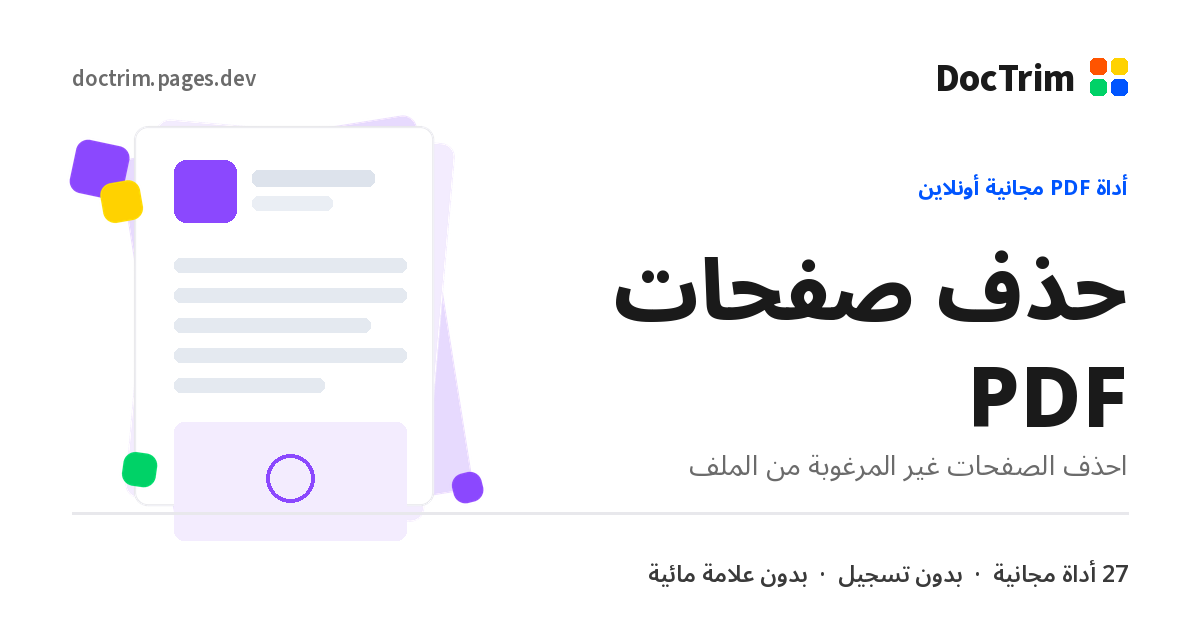 DocTrim
doctrim.pages.dev
أداة PDF مجانية أونلاين
حذف صفحات
PDF
احذف الصفحات غير المرغوبة من الملف
27 أداة مجانية · بدون تسجيل · بدون علامة مائية